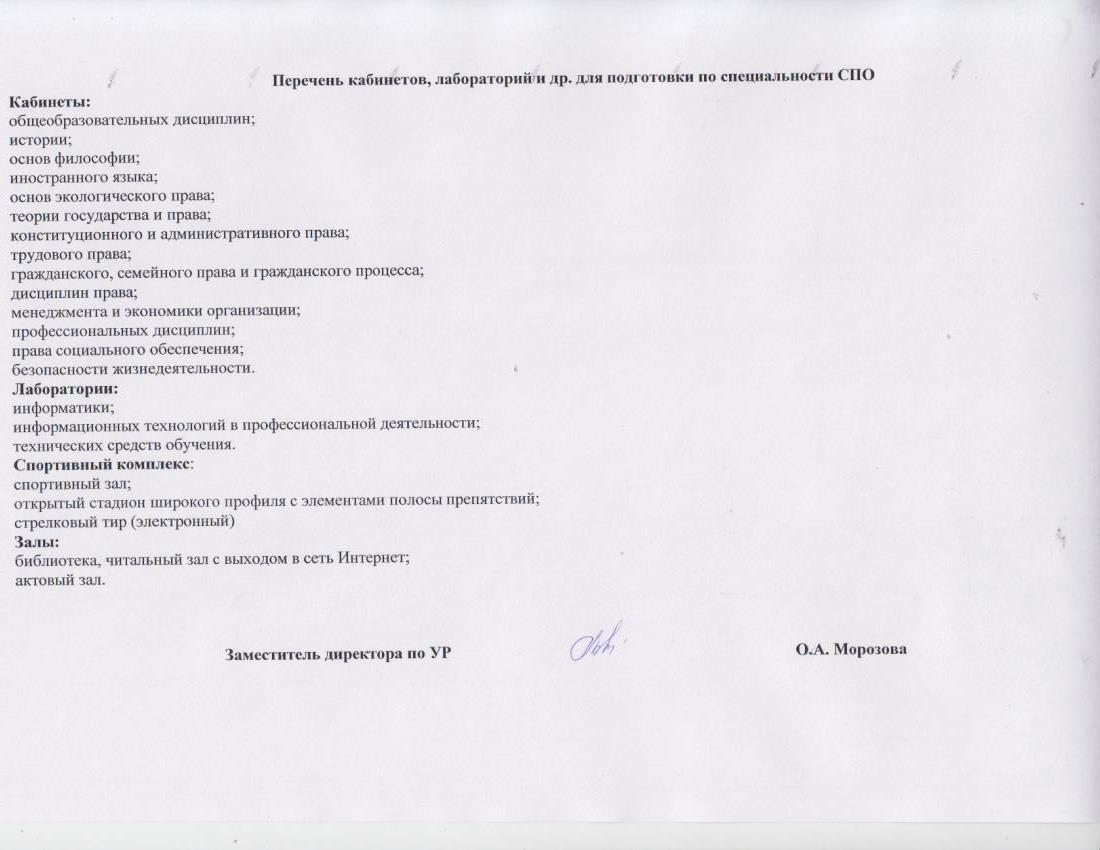 Перечень кабинетов, лабораторий и др. для подготовки по специальности СПО
Кабинеты:
общеобразовательных дисциплин;
истории;
основ философии;
иностранного языка;
основ экологического права;
теории государства и права;
конституционного и административного права;
трудового права;
гражданского, семейного права и гражданского процесса;
дисциплин права;
менеджмента и экономики организации;
профессиональных дисциплин;
права социального обеспечения;
безопасности жизнедеятельности.
Лаборатории:
информатики;
информационных технологий в профессиональной деятельности;
технических средств обучения.
Спортивный комплекс:
спортивный зал;
открытый стадион широкого профиля с элементами полосы препятствий;
стрелковый тир (электронный)
Залы:
библиотека, читальный зал с выходом в сеть Интернет;
актовый зал.
Заместитель директора по УР О.А. Морозова